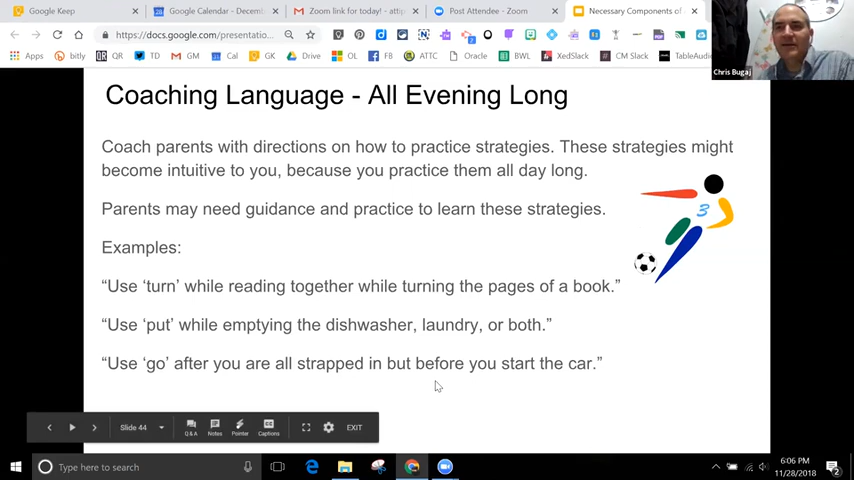 Google Keep
Google Calendar - Decemb
Zoom link for today! - attip
Post Attendee - Zoom
Necessary Components of
https://docs.google.com/presentatio...
Apps
bitly
QR
TD
GM
Cal
GK
Drive
OL
FB
ATTC
Oracle
BWL
XedSlack
CM Slack
TableAudio
Chris Bugaj
Coaching Language - All Evening Long
Coach parents with directions on how to practice strategies. These strategies might
become intuitive to you, because you practice them all day long.
Parents may need guidance and practice to learn these strategies.
3
Examples:
“Use ‘turn’ while reading together while turning the pages of a book.”
“Use ‘put’ while emptying the dishwasher, laundry, or both.”
“Use ‘go’ after you are all strapped in but before you start the car.”
Slide 44
Q & A
Notes
Pointer
Captions
EXIT
Type here to search
6:06 PM
11/28/2018
2